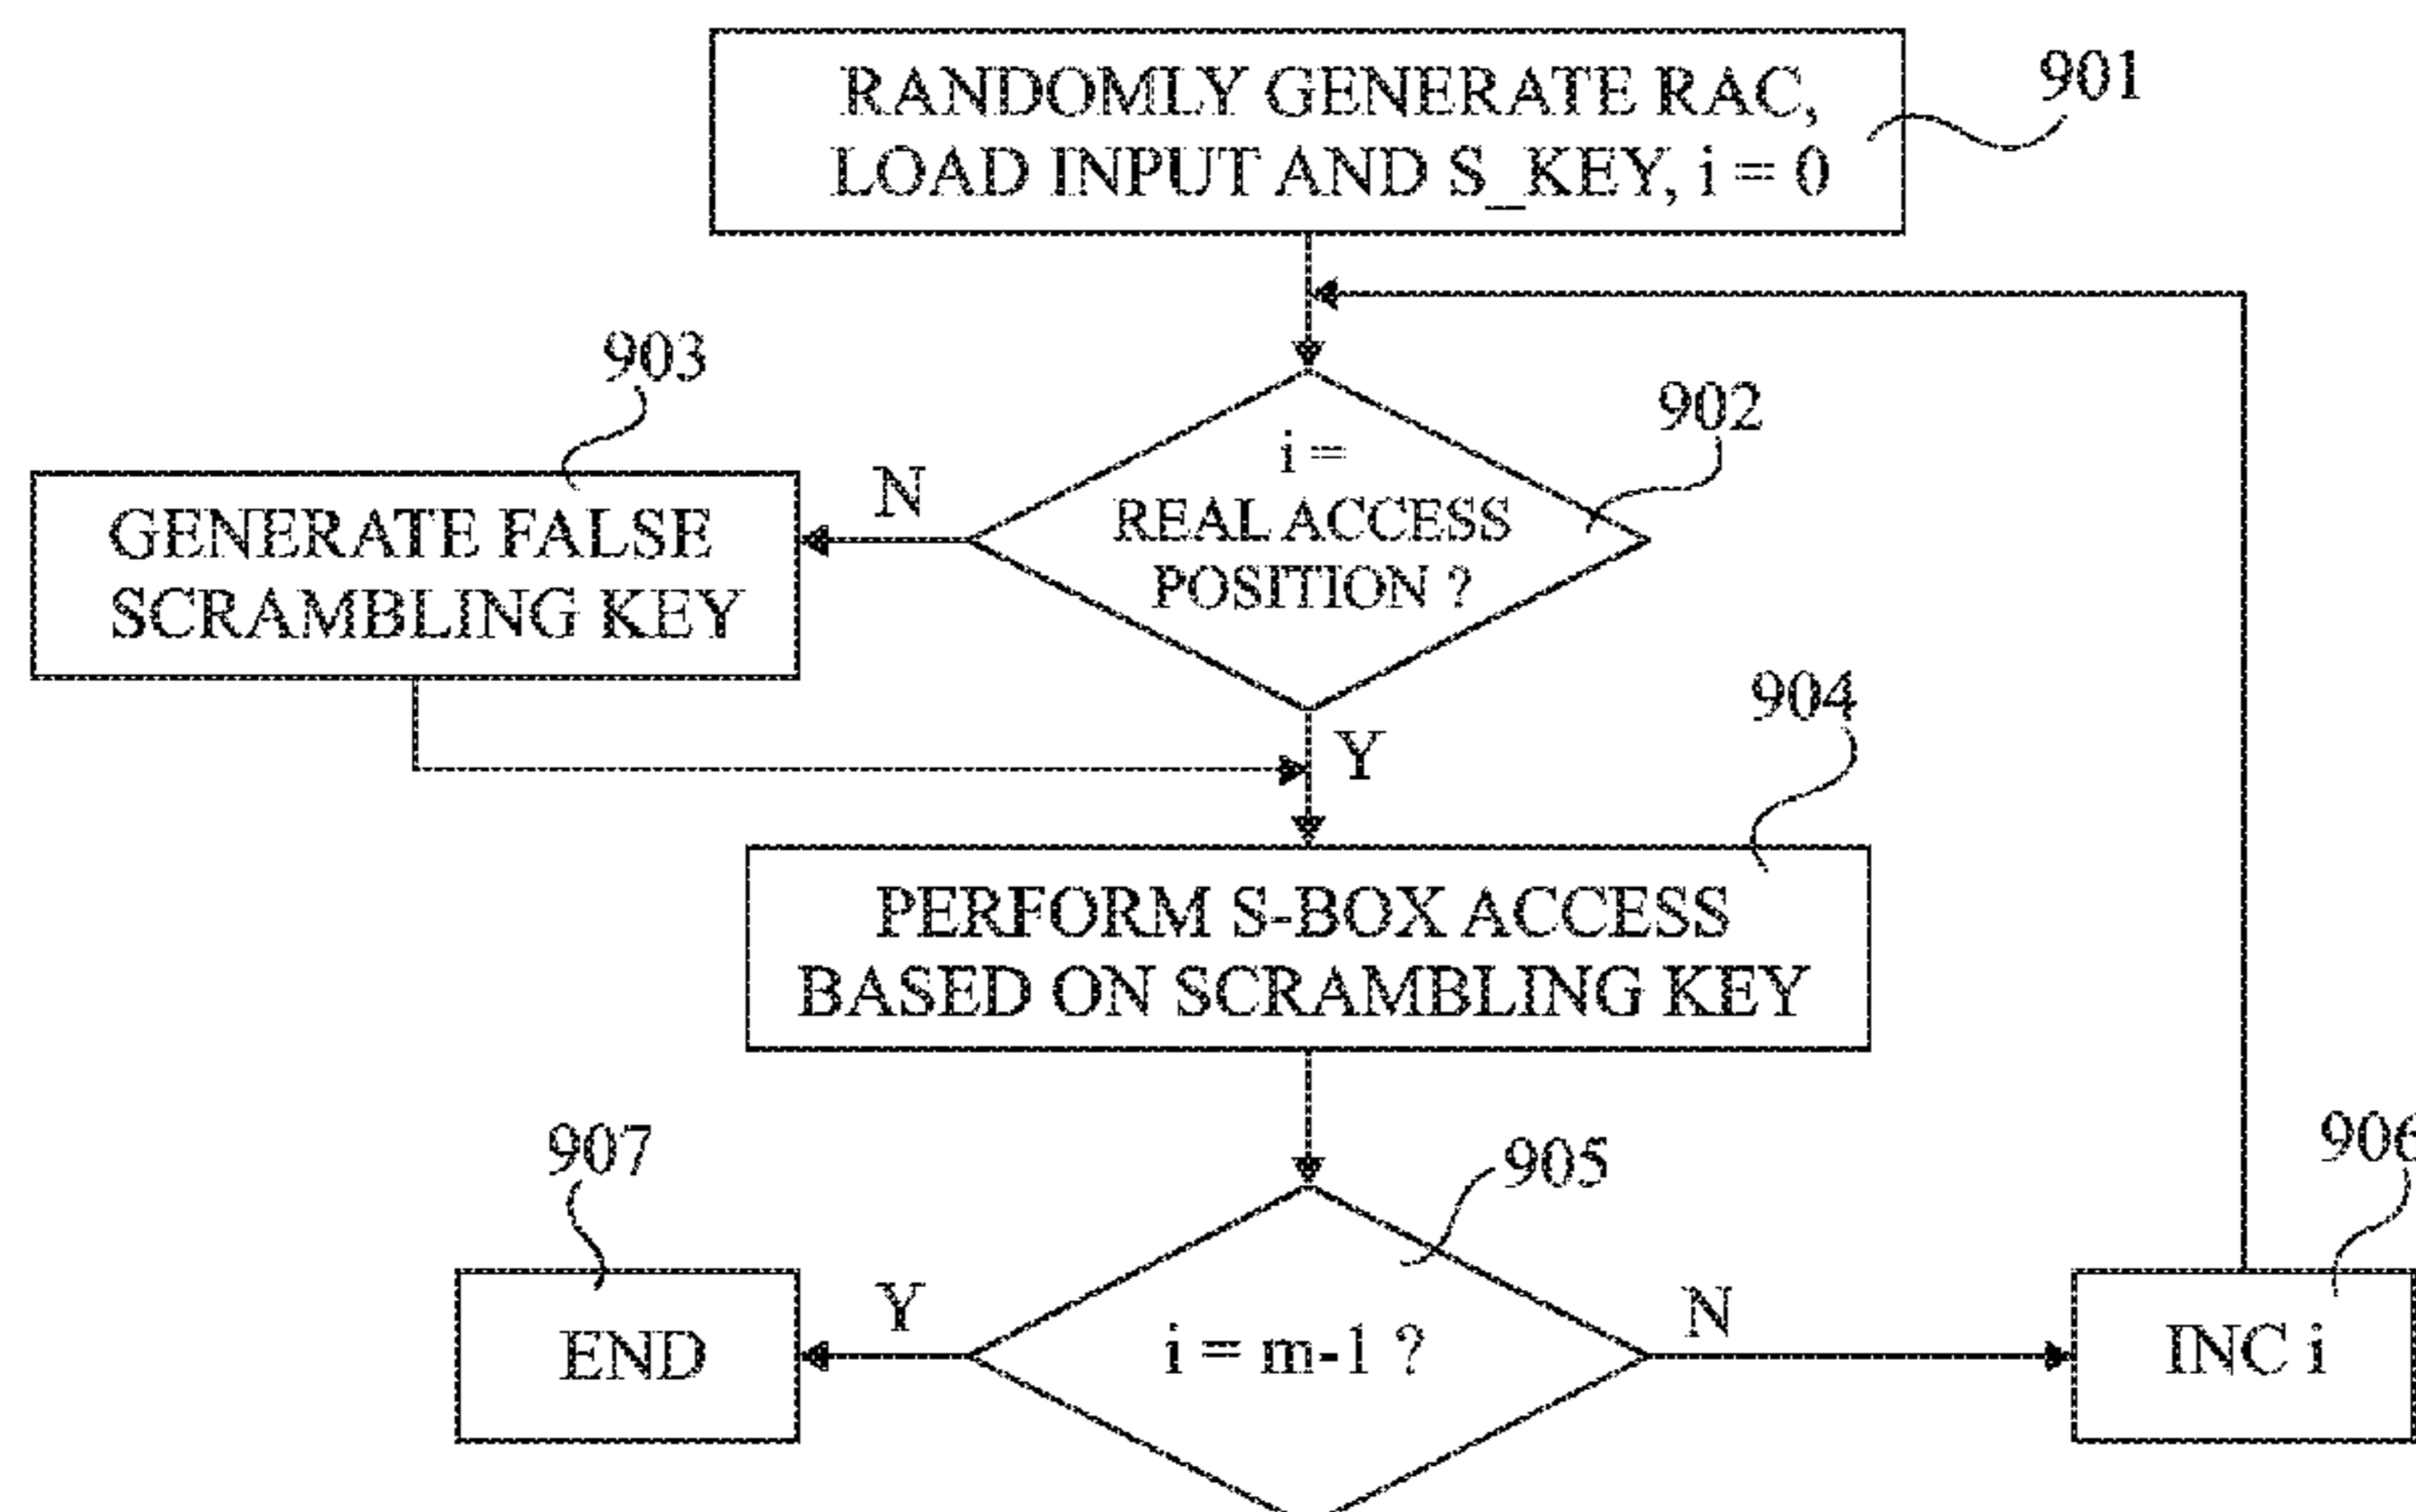 RANDOMLY GENERATE RAC,
LOAD INPUT AND S_KEY, i = 0
901
903
902
i =
REAL ACCESS
POSITION ?
N
GENERATE FALSE
SCRAMBLING KEY
904
Y
PERFORM S-BOX ACCESS
BASED ON SCRAMBLING KEY
907
905
906
Y
i = m-1 ?
N
END
INC i